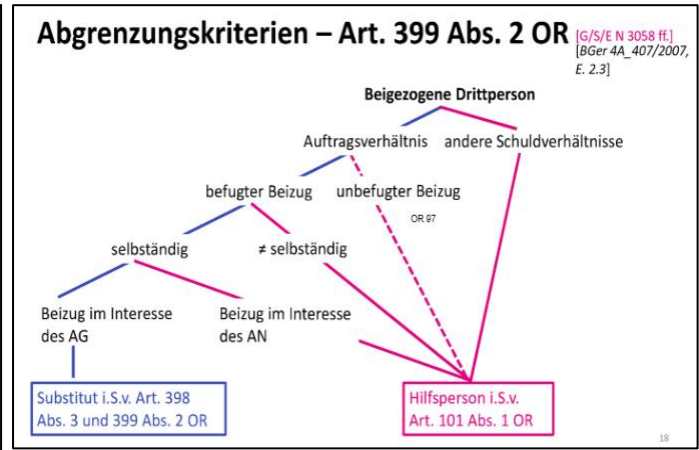 Abgrenzungskriterien – Art. 399 Abs. 2 OR [G/S/E N 3058 ff.]
[BGer 4A_407/2007,
E. 2.3]
Beigezogene Drittperson
Auftragsverhältnis andere Schuldverhältnisse
befugter Beizug unbefugter Beizug
OR 97
selbständig ≠ selbständig
Beizug im Interesse
des AG
Beizug im Interesse
des AN
Substitut i.S.v. Art. 398
Abs. 3 und 399 Abs. 2 OR
Hilfsperson i.S.v.
Art. 101 Abs. 1 OR
18